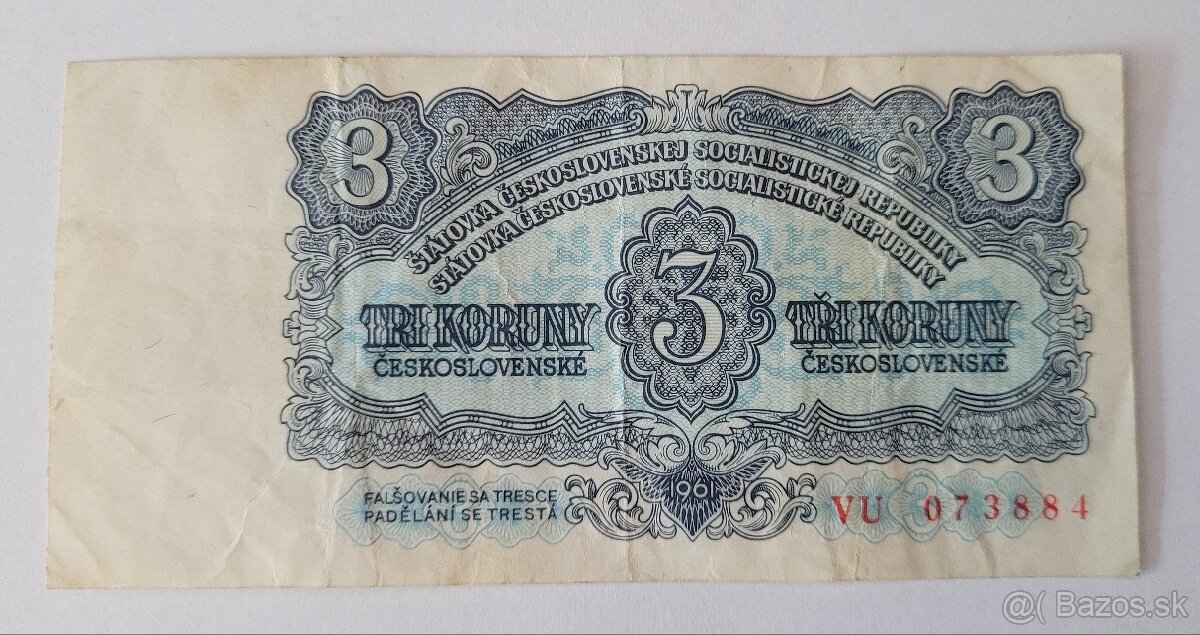 3
3
ŠTÁTOVKA ČESKOSLOVENSKEJ SOCIALISTICKEJ REPUBLIKY
STÁTOVKA ČESKOSLOVENSKÉ SOCIALISTICKÉ REPUBLIKY
3
TRI KORUNY
ČESKOSLOVENSKÉ
TŘI KORUNY
ČESKOSLOVENSKÉ
FALŠOVANIE SA TRESCE
PADĚLÁNÍ SE TRESTÁ
1961
VU 073884
@( Bazos.sk